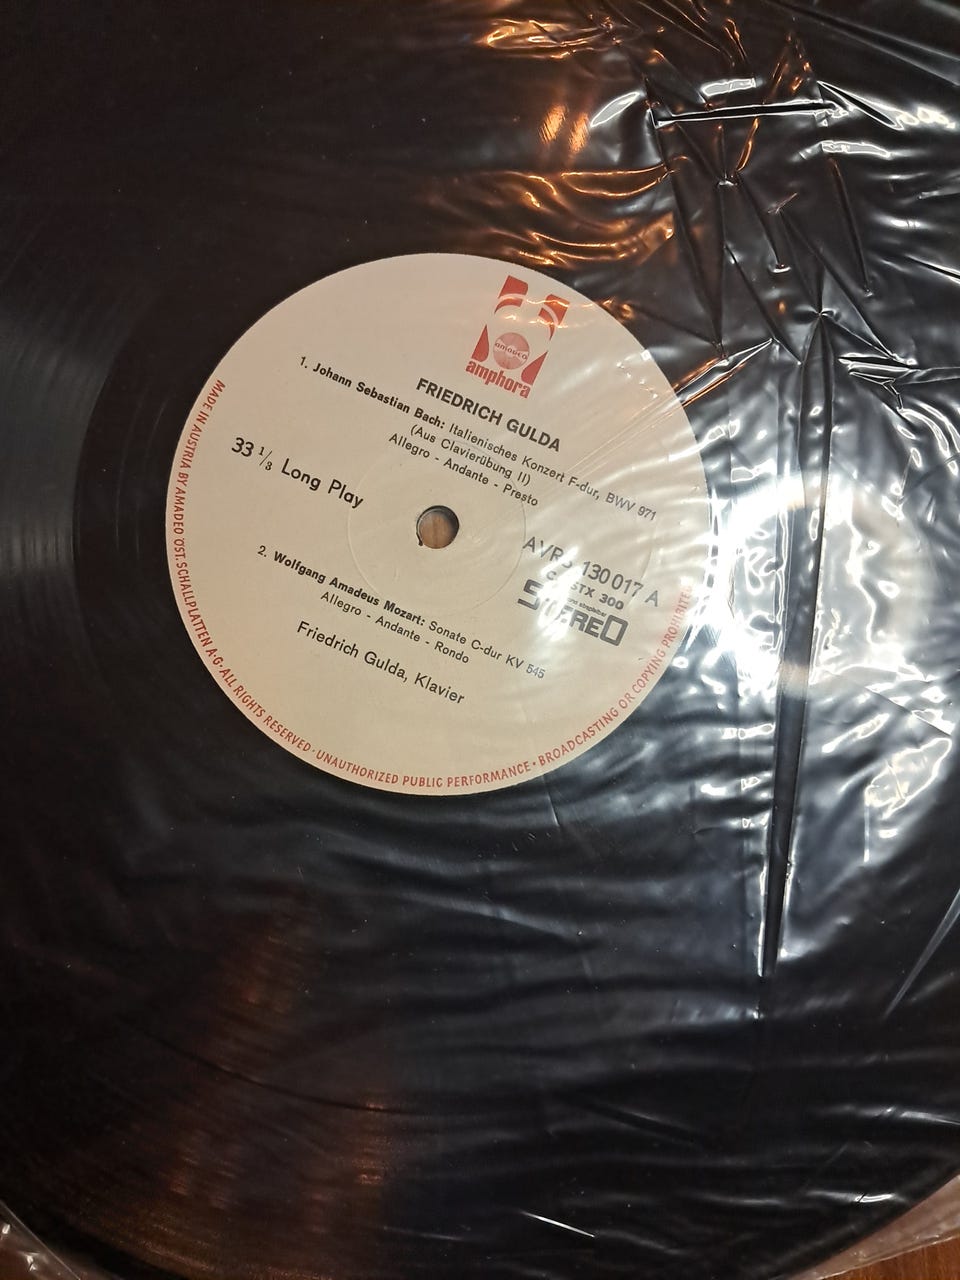 amadeo
amphora
FRIEDRICH GULDA
1. Johann Sebastian Bach: Italienisches Konzert F-dur, BWV 971
(Aus Clavierübung II)
Allegro - Andante - Presto
33 1/3 Long Play
AVRS 130 017 A
STX 300
STEREO
2. Wolfgang Amadeus Mozart: Sonate C-dur KV 545
Allegro - Andante - Rondo
Friedrich Gulda, Klavier
MADE IN AUSTRIA BY AMADEO ÖST. SCHALLPLATTEN A·G· ALL RIGHTS RESERVED · UNAUTHORIZED PUBLIC PERFORMANCE · BROADCASTING OR COPYING PROHIBITED